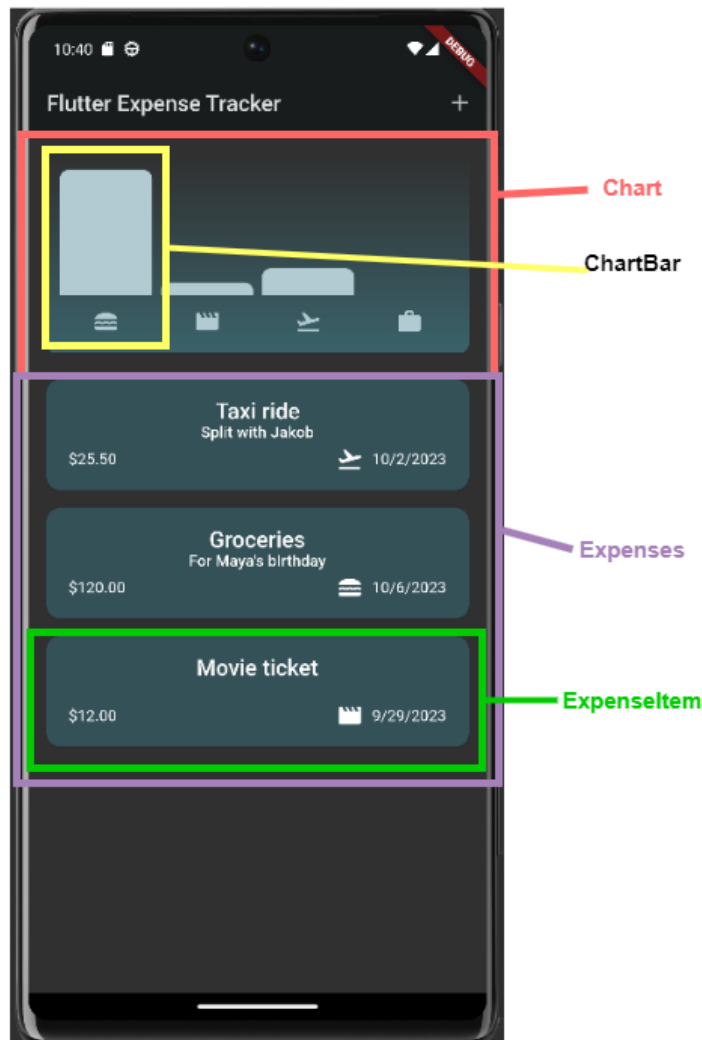 10:40
DEBUG
Flutter Expense Tracker +
Chart
ChartBar
Taxi ride
Split with Jakob
$25.50 10/2/2023
Groceries
For Maya's birthday
$120.00 10/6/2023
Expenses
Movie ticket
$12.00 9/29/2023
ExpenseItem